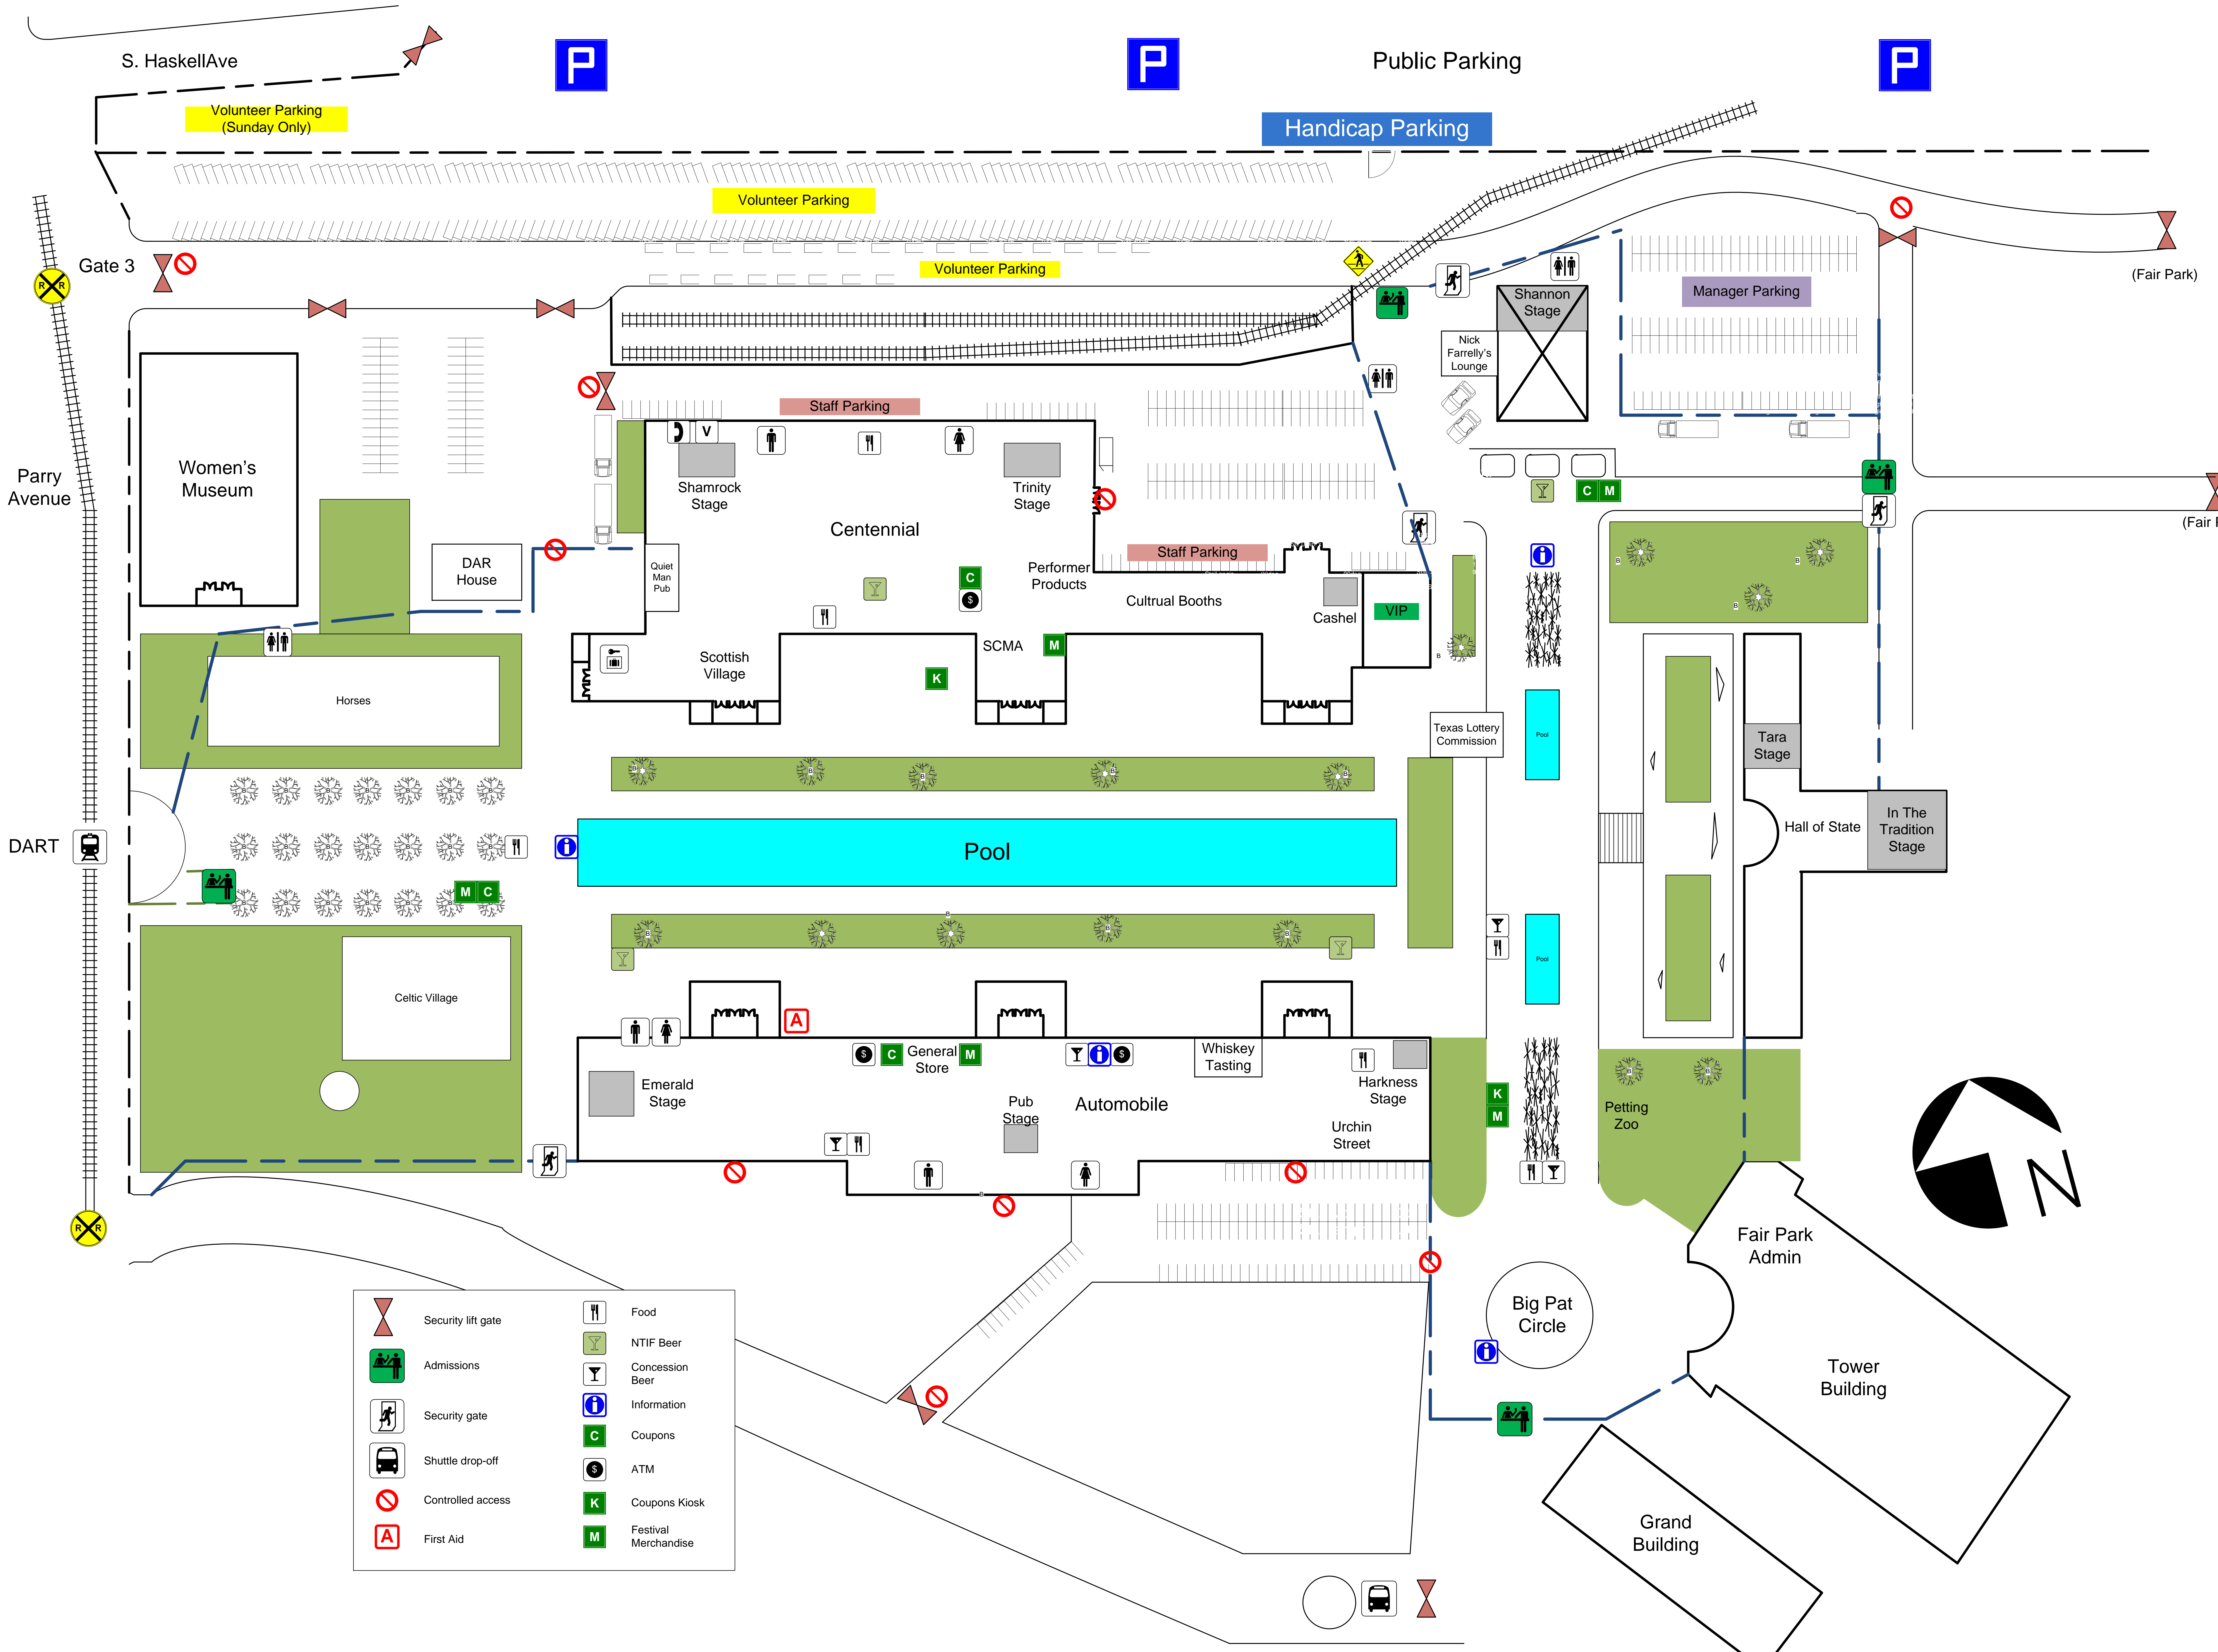 S. HaskellAve
P
P
Public Parking
P
Volunteer Parking
(Sunday Only)
Handicap Parking
Volunteer Parking
Gate 3
Volunteer Parking
(Fair Park)
R R
Manager Parking
Shannon
Stage
Nick
Farrelly's
Lounge
Staff Parking
V
Women's
Museum
Parry
Avenue
Shamrock
Stage
Trinity
Stage
C M
Centennial
(Fair F
Staff Parking
DAR
House
Quiet
Man
Pub
Performer
Products
C
$
Cultrual Booths
VIP
Cashel
SCMA
M
Scottish
Village
K
Horses
Texas Lottery
Commission
Pool
Tara
Stage
DART
Pool
Hall of State
In The
Tradition
Stage
M C
Pool
Celtic Village
A
$
C
General
Store
M
$
Whiskey
Tasting
Emerald
Stage
Pub
Stage
Automobile
Harkness
Stage
K
M
Petting
Zoo
Urchin
Street
N
R R
Fair Park
Admin
Big Pat
Circle
Tower
Building
Grand
Building
Security lift gate
Admissions
Security gate
Shuttle drop-off
Controlled access
A
First Aid
Food
NTIF Beer
Concession
Beer
Information
C
Coupons
$
ATM
K
Coupons Kiosk
M
Festival
Merchandise